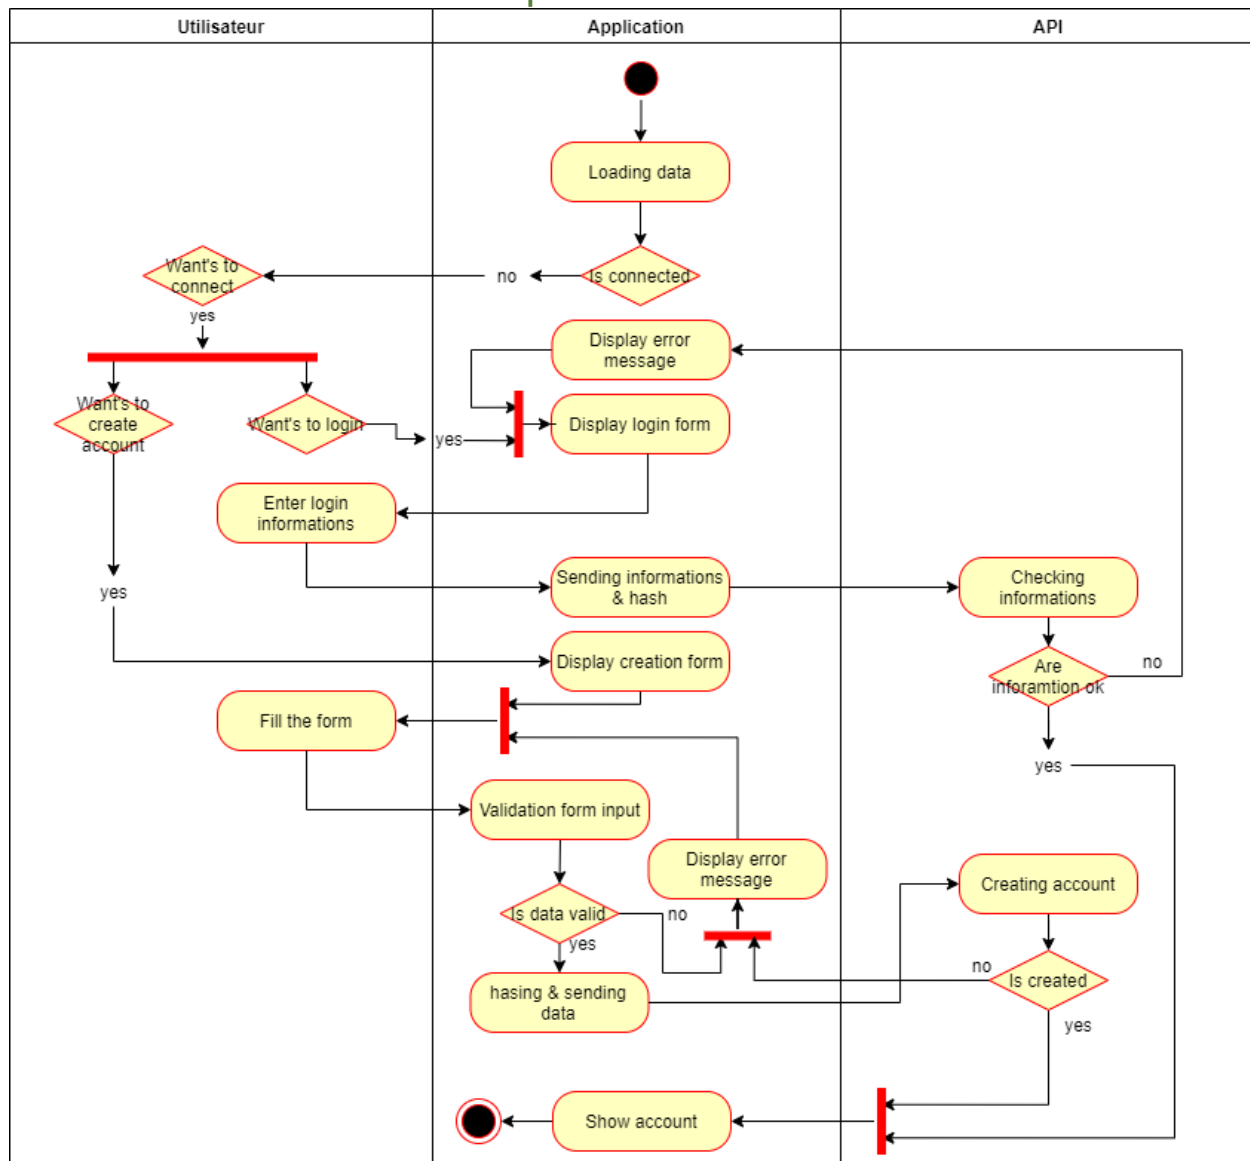 Utilisateur
Application
API
Loading data
Want's to
connect
no
Is connected
yes
Display error
message
Want's to
create
account
Want's to login
yes
Display login form
Enter login
informations
yes
Sending informations
& hash
Checking
informations
Display creation form
Are
inforamtion ok
no
Fill the form
yes
Validation form input
Display error
message
Creating account
Is data valid
no
yes
hasing & sending
data
no
Is created
yes
Show account